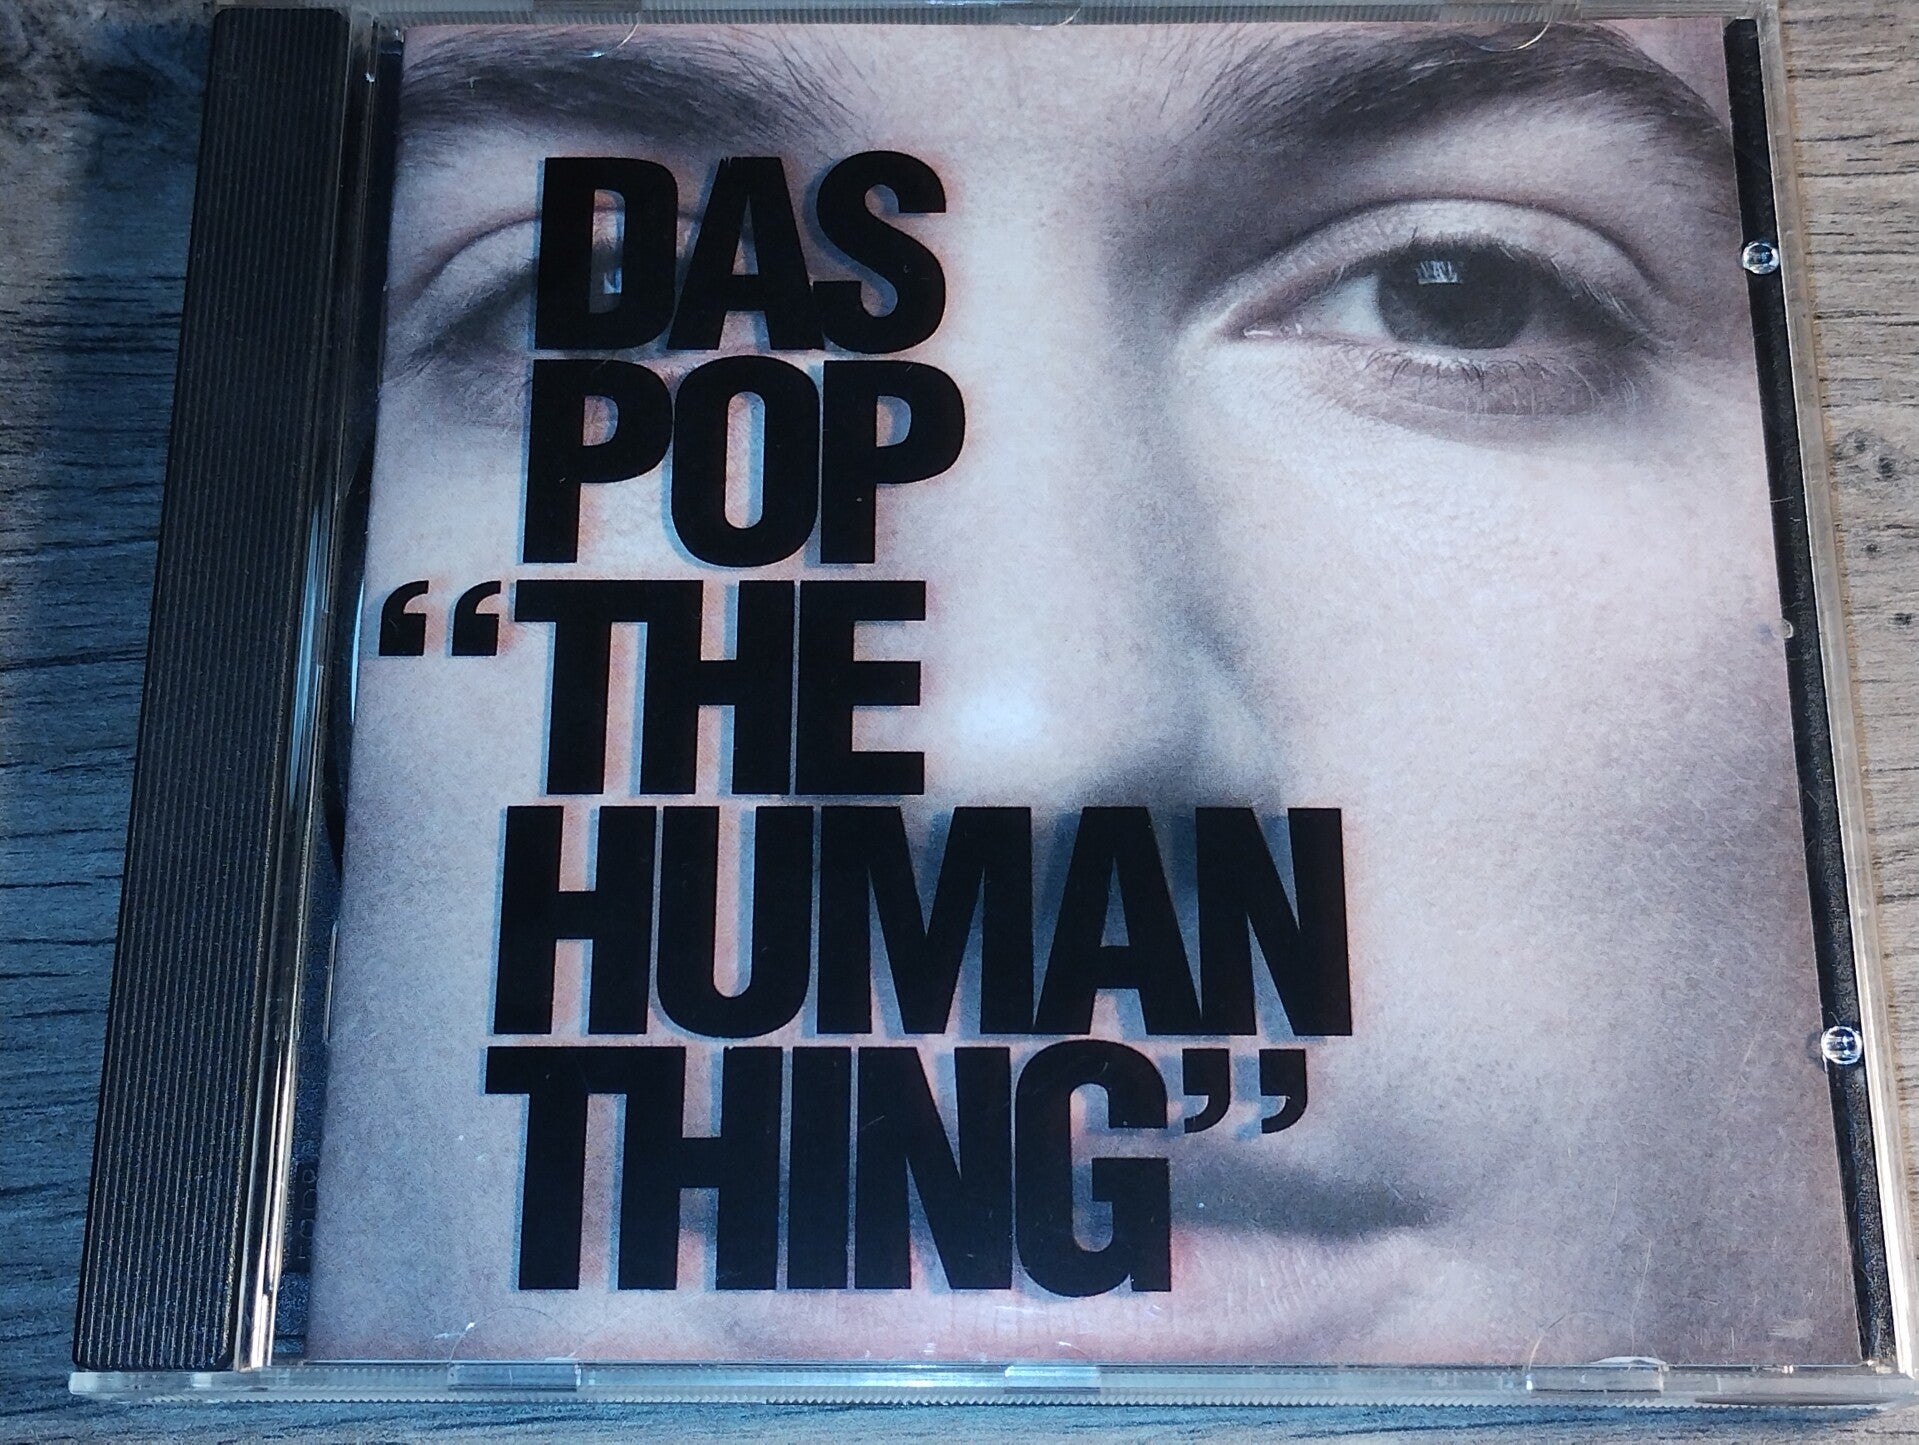 DAS
POP
“THE
HUMAN
THING”